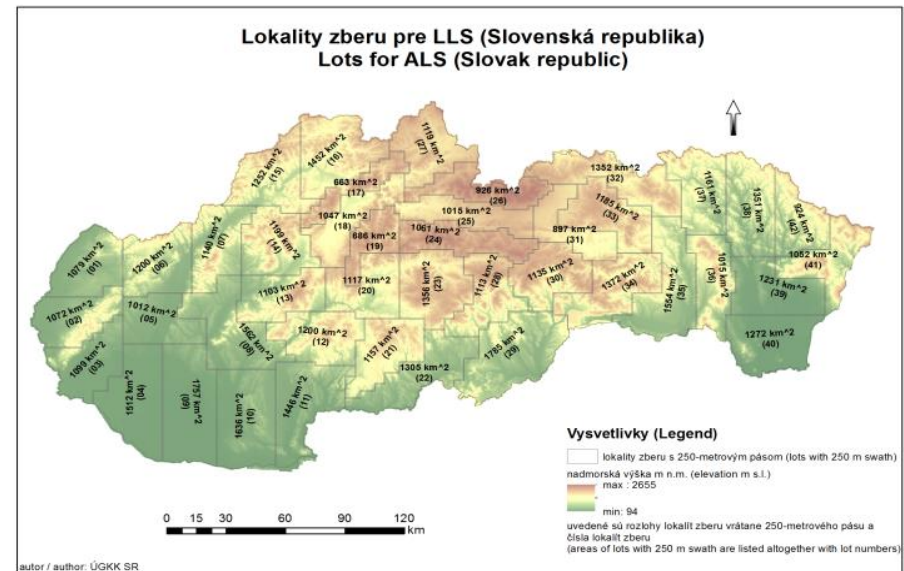 Lokality zberu pre LLS (Slovenská republika)
Lots for ALS (Slovak republic)
1119 km^2
(27)
1452 km^2
(16)
1252 km^2
(15)
663 km^2
(17)
926 km^2
(26)
1352 km^2
(32)
1161 km^2
(37)
1351 km^2
(38)
924 km^2
(42)
1185 km^2
(33)
1015 km^2
(25)
1047 km^2
(18)
1061 km^2
(24)
686 km^2
(19)
897 km^2
(31)
1199 km^2
(14)
1140 km^2
(07)
1200 km^2
(06)
1079 km^2
(01)
1052 km^2
(41)
1015 km^2
(36)
1231 km^2
(39)
1117 km^2
(20)
1356 km^2
(23)
1113 km^2
(28)
1135 km^2
(30)
1372 km^2
(34)
1554 km^2
(35)
1103 km^2
(13)
1012 km^2
(05)
1072 km^2
(02)
1562 km^2
(08)
1200 km^2
(12)
1157 km^2
(21)
1785 km^2
(29)
1272 km^2
(40)
1099 km^2
(03)
1305 km^2
(22)
1512 km^2
(04)
1757 km^2
(09)
1636 km^2
(10)
1446 km^2
(11)
Vysvetlivky (Legend)
lokality zberu s 250-metrovým pásom (lots with 250 m swath)
nadmorská výška m n.m. (elevation m s.l.)
max : 2655
min: 94
uvedené sú rozlohy lokalít zberu vrátane 250-metrového pásu a
čísla lokalít zberu
(areas of lots with 250 m swath are listed altogether with lot numbers)
0 15 30 60 90 120
km
autor / author: ÚGKK SR